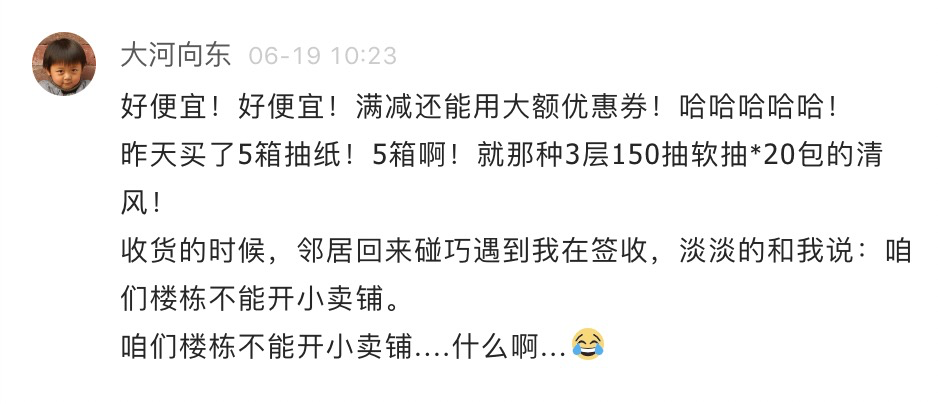 大河向东 06-19 10:23
好便宜！好便宜！满减还能用大额优惠券！哈哈哈哈哈！
昨天买了5箱抽纸！5箱啊！就那种3层150抽软抽*20包的清
风！
收货的时候，邻居回来碰巧遇到我在签收，淡淡的和我说：咱
们楼栋不能开小卖铺。
咱们楼栋不能开小卖铺....什么啊...😂